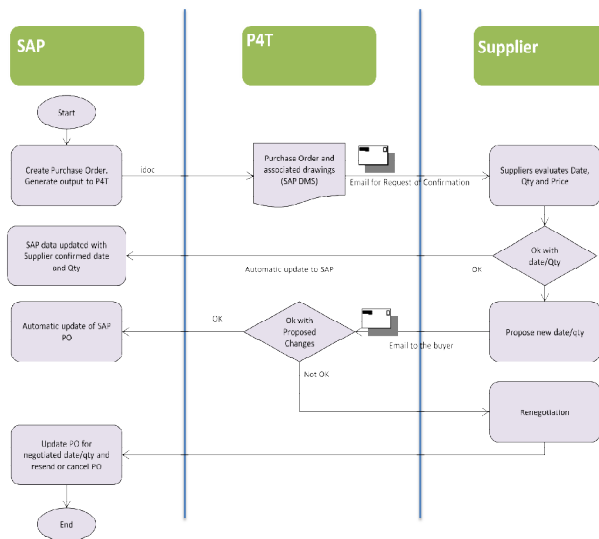 SAP
P4T
Supplier
Start
Create Purchase Order.
Generate output to P4T
idoc
Purchase Order and
associated drawings
(SAP DMS)
Email for Request of Confirmation
Suppliers evaluates Date,
Qty and Price
SAP data updated with
Supplier confirmed date
and Qty
Automatic update to SAP
OK
Ok with
date/Qty
Automatic update of SAP
PO
OK
Ok with
Proposed
Changes
Email to the buyer
Propose new date/qty
Not OK
Renegotiation
Update PO for
negotiated date/qty and
resend or cancel PO
End